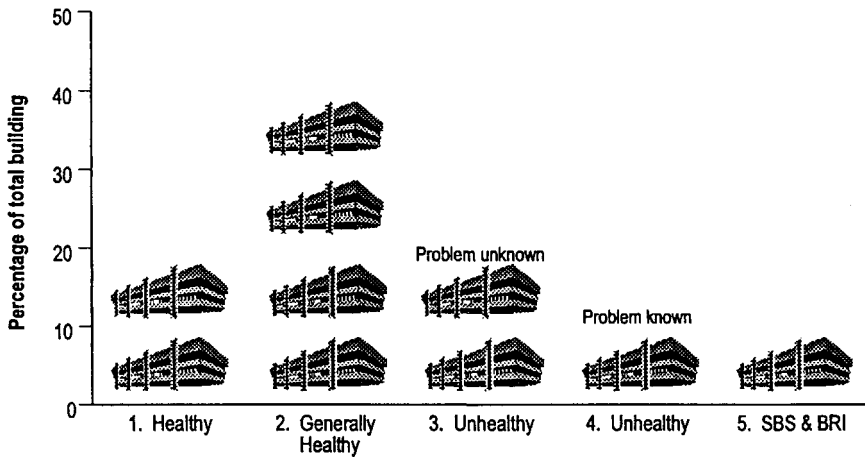 50
Percentage of total building
40
30
20
Problem unknown
Problem known
10
0
1. Healthy
2. Generally
Healthy
3. Unhealthy
4. Unhealthy
5. SBS & BRI